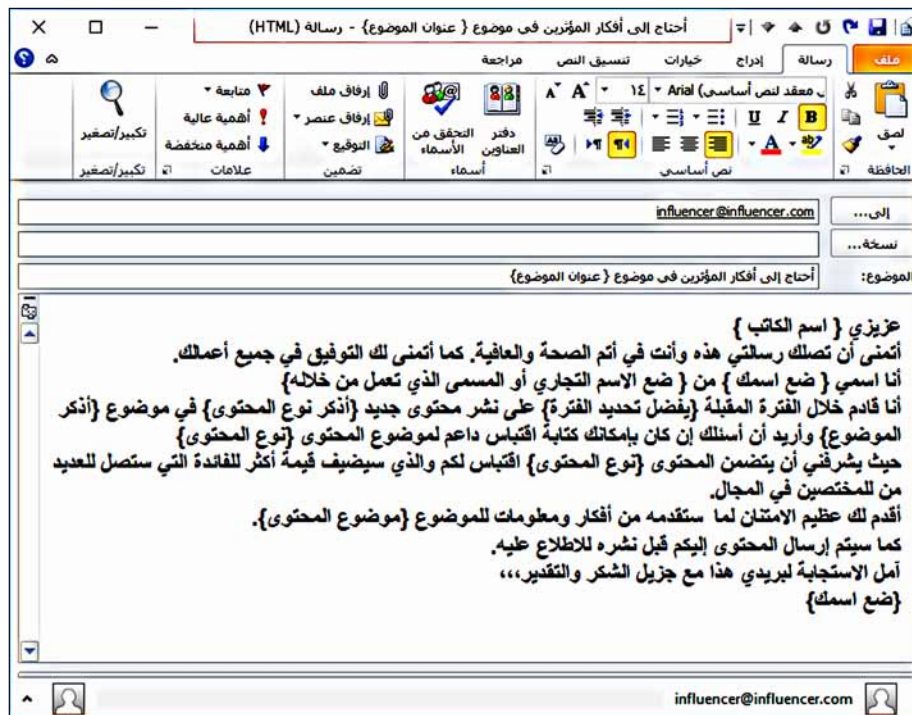 أحتاج إلى أفكار المؤثرين في موضوع { عنوان الموضوع} - رسالة (HTML)
ملف رسالة إدراج خيارات تنسيق النص مراجعة
لصق
الحافظة
معقد لنص أساسي) Arial ١٤
B I U
نص أساسي
دفتر العناوين
التحقق من الأسماء
أسماء
إرفاق ملف
إرفاق عنصر
التوقيع
تضمين
متابعة
أهمية عالية
أهمية منخفضة
علامات
تكبير/تصغير
تكبير/تصغير
إلى... influencer@influencer.com
نسخة...
الموضوع: أحتاج إلى أفكار المؤثرين في موضوع { عنوان الموضوع}
عزيزي { اسم الكاتب }
أتمنى أن تصلك رسالتي هذه وأنت في أتم الصحة والعافية. كما أتمنى لك التوفيق في جميع أعمالك.
أنا اسمي { ضع اسمك } من { ضع الاسم التجاري أو المسمى الذي تعمل من خلاله}
أنا قادم خلال الفترة المقبلة {يفضل تحديد الفترة} على نشر محتوى جديد {أذكر نوع المحتوى} في موضوع {أذكر
الموضوع} وأريد أن أسئلك إن كان بإمكانك كتابة اقتباس داعم لموضوع المحتوى {نوع المحتوى}
حيث يشرفني أن يتضمن المحتوى {نوع المحتوى} اقتباس لكم والذي سيضيف قيمة أكثر للفائدة التي ستصل للعديد
من للمختصين في المجال.
أقدم لك عظيم الامتنان لما ستقدمه من أفكار ومعلومات للموضوع {موضوع المحتوى}.
كما سيتم إرسال المحتوى إليكم قبل نشره للاطلاع عليه.
آمل الاستجابة لبريدي هذا مع جزيل الشكر والتقدير،،،
{ضع اسمك}
influencer@influencer.com